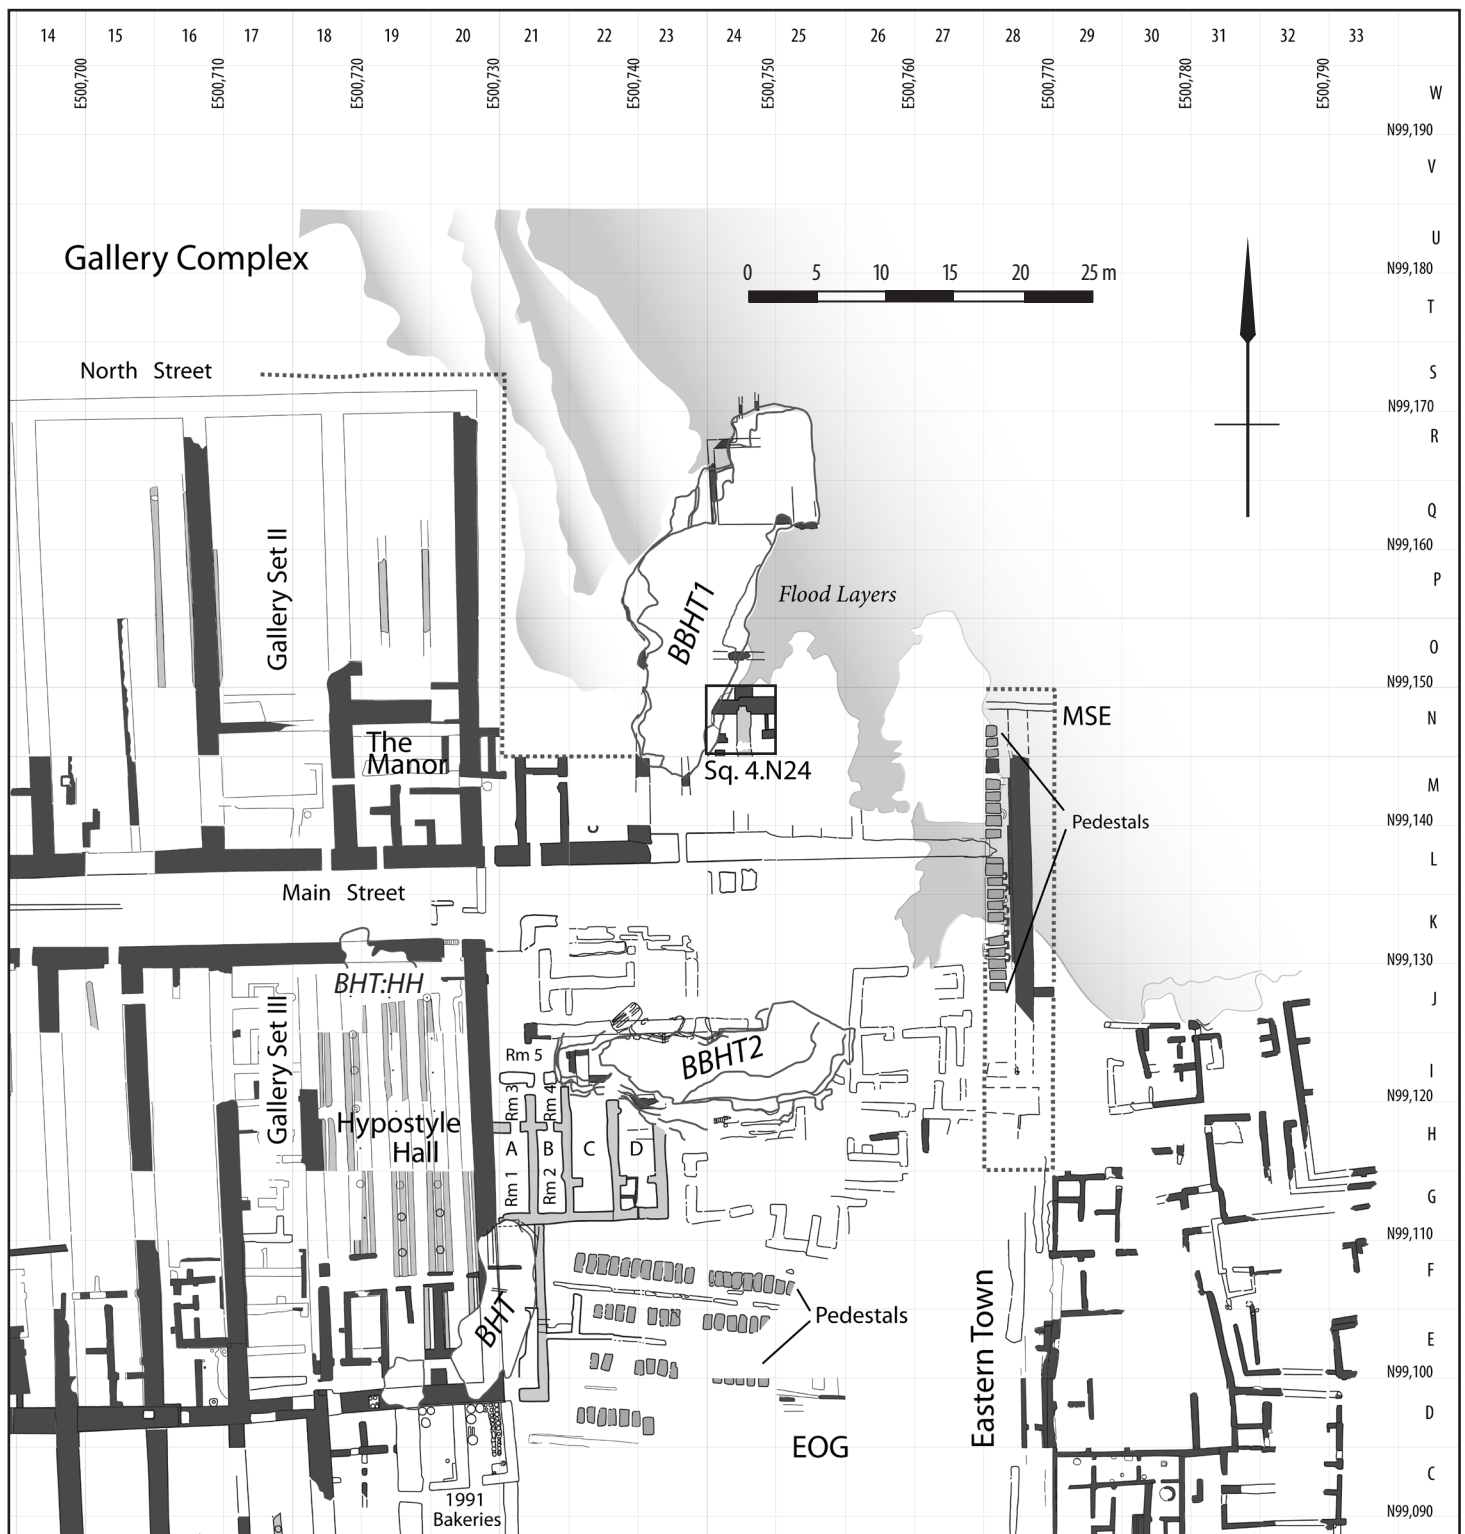 14 15 16 17 18 19 20 21 22 23 24 25 26 27 28 29 30 31 32 33
E500,700 E500,710 E500,720 E500,730 E500,740 E500,750 E500,760 E500,770 E500,780 E500,790
W
N99,190
V
U
Gallery Complex
N99,180
0 5 10 15 20 25 m
T
North Street
S
N99,170
R
Q
N99,160
Gallery Set II
P
Flood Layers
BBHT1
O
N99,150
N
MSE
The
Manor
Sq. 4.N24
M
Pedestals
N99,140
L
Main Street
K
N99,130
BHT:HH
J
Gallery Set III
Rm 5
BBHT2
I
Rm 3
Rm 4
N99,120
Hypostyle
Hall
A B C D
H
Rm 1
Rm 2
G
N99,110
F
BHT
Pedestals
Eastern Town
E
N99,100
D
EOG
C
1991
Bakeries
N99,090